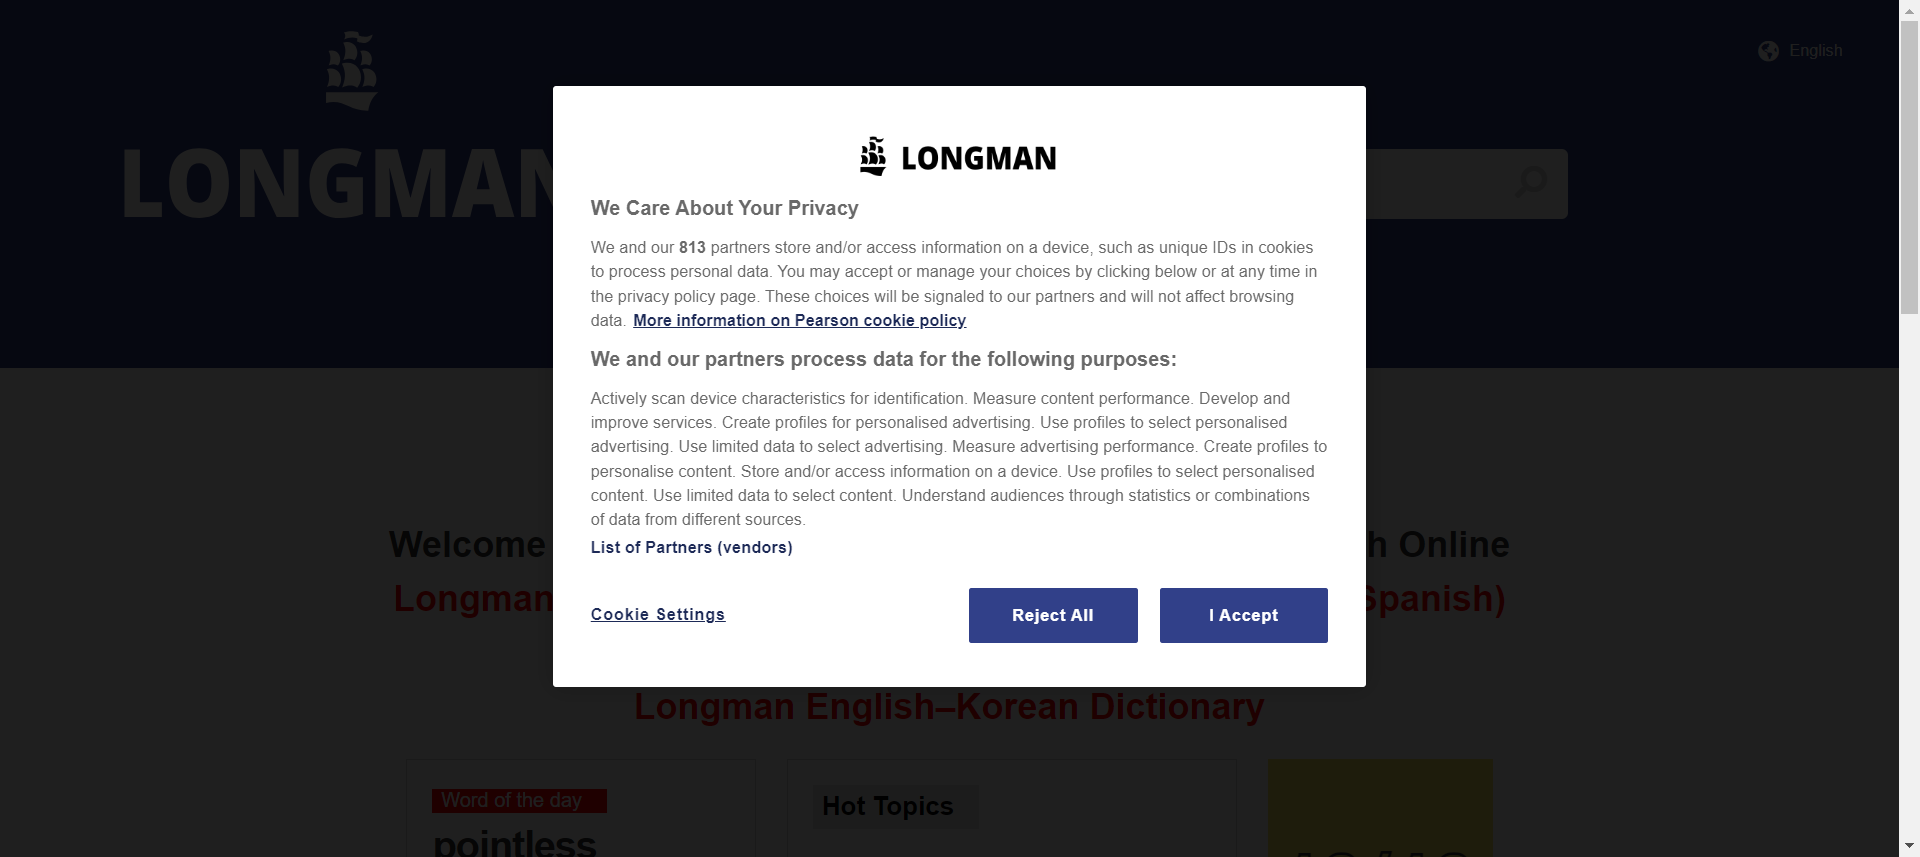 English
LONGMAN
LONGMAN
We Care About Your Privacy
We and our 813 partners store and/or access information on a device, such as unique IDs in cookies
to process personal data. You may accept or manage your choices by clicking below or at any time in
the privacy policy page. These choices will be signaled to our partners and will not affect browsing
data. More information on Pearson cookie policy
We and our partners process data for the following purposes:
Actively scan device characteristics for identification. Measure content performance. Develop and
improve services. Create profiles for personalised advertising. Use profiles to select personalised
advertising. Use limited data to select advertising. Measure advertising performance. Create profiles to
personalise content. Store and/or access information on a device. Use profiles to select personalised
content. Use limited data to select content. Understand audiences through statistics or combinations
of data from different sources.
List of Partners (vendors)
Cookie Settings
Reject All
I Accept
Welcome
Online
Longman
Spanish)
Longman English–Korean Dictionary
Word of the day
pointless
Hot Topics